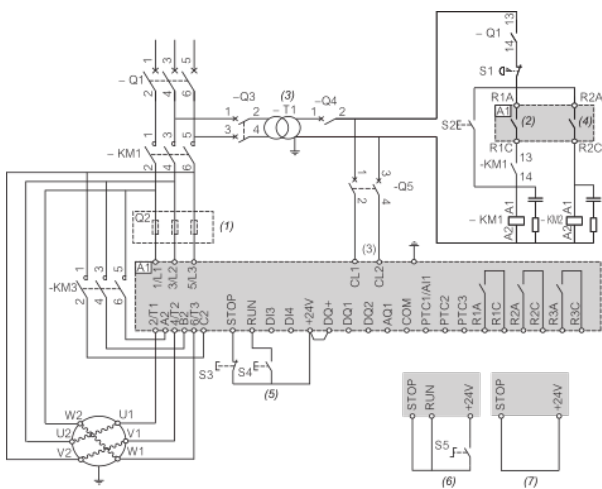 1 3 5
– Q1
2 4 6
1 3 5
– KM1
2 4 6
–Q3
1 2
3 4
(3)
– T1
–Q4
1 2
13
– Q1
14
S1
R1A R2A
A1 (2) (4)
S2
R1C R2C
13
-KM1
14
A1 A1
–KM1 –KM2
A2 A2
1 3
–Q5
2 4
Q2 (1)
(3)
A1
1/L1 3/L2 5/L3 CL1 CL2
1 3 5
-KM3
2 4 6
2/T1 A2 4/T2 B2 6/T3 C2 STOP RUN DI3 DI4 +24V DQ+ DQ1 DQ2 AQ1 COM PTC1/AI1 PTC2 PTC3 R1A R1C R2A R2C R3A R3C
S3 S4
(5)
W2 U1
U2 V1
V2 W1
STOP RUN +24V
S5
(6)
STOP +24V
(7)